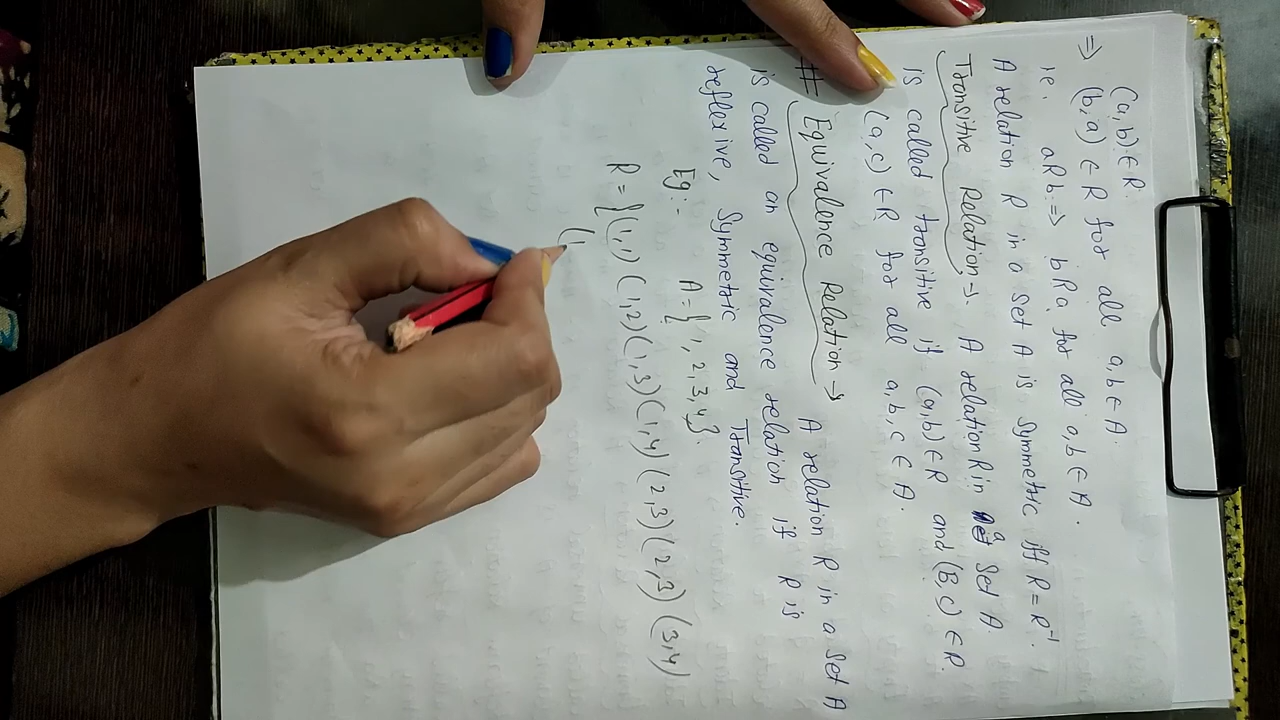 (a,b) ∈ R.
⇒ (b,a) ∈ R for all a,b ∈ A.
ie. aRb ⇒ bRa for all a,b ∈ A.
A relation R in a set A is symmetric iff R = R⁻¹.
Transitive Relation → A relation R in a set A.
is called transitive if (a,b) ∈ R and (B,c) ∈ R
(a,c) ∈ R for all a,b,c ∈ A.
# Equivalence Relation → A relation R in a set A
is called an equivalence relation if R is
reflexive, symmetric and Transitive.
Eg:- A = {1,2,3,4}.
R = {(1,1) (1,2) (1,3) (1,4) (2,3) (2,3) (3,4)
(1